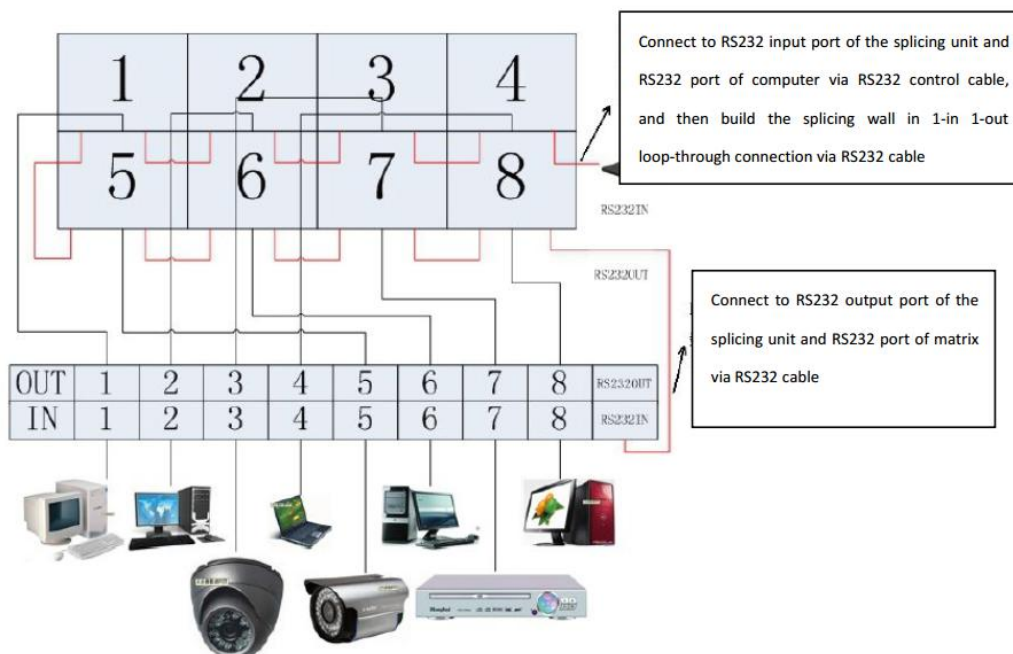 1 2 3 4
Connect to RS232 input port of the splicing unit and
RS232 port of computer via RS232 control cable,
and then build the splicing wall in 1-in 1-out
loop-through connection via RS232 cable
5 6 7 8
RS232IN
RS232OUT
Connect to RS232 output port of the
splicing unit and RS232 port of matrix
via RS232 cable
OUT 1 2 3 4 5 6 7 8 RS232OUT
IN 1 2 3 4 5 6 7 8 RS232IN